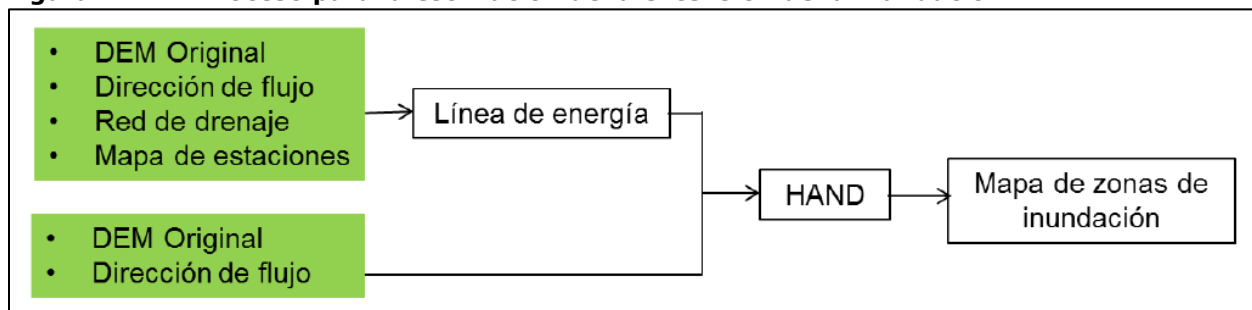 • DEM Original
• Dirección de flujo
• Red de drenaje
• Mapa de estaciones
Línea de energía
HAND
Mapa de zonas de
inundación
• DEM Original
• Dirección de flujo